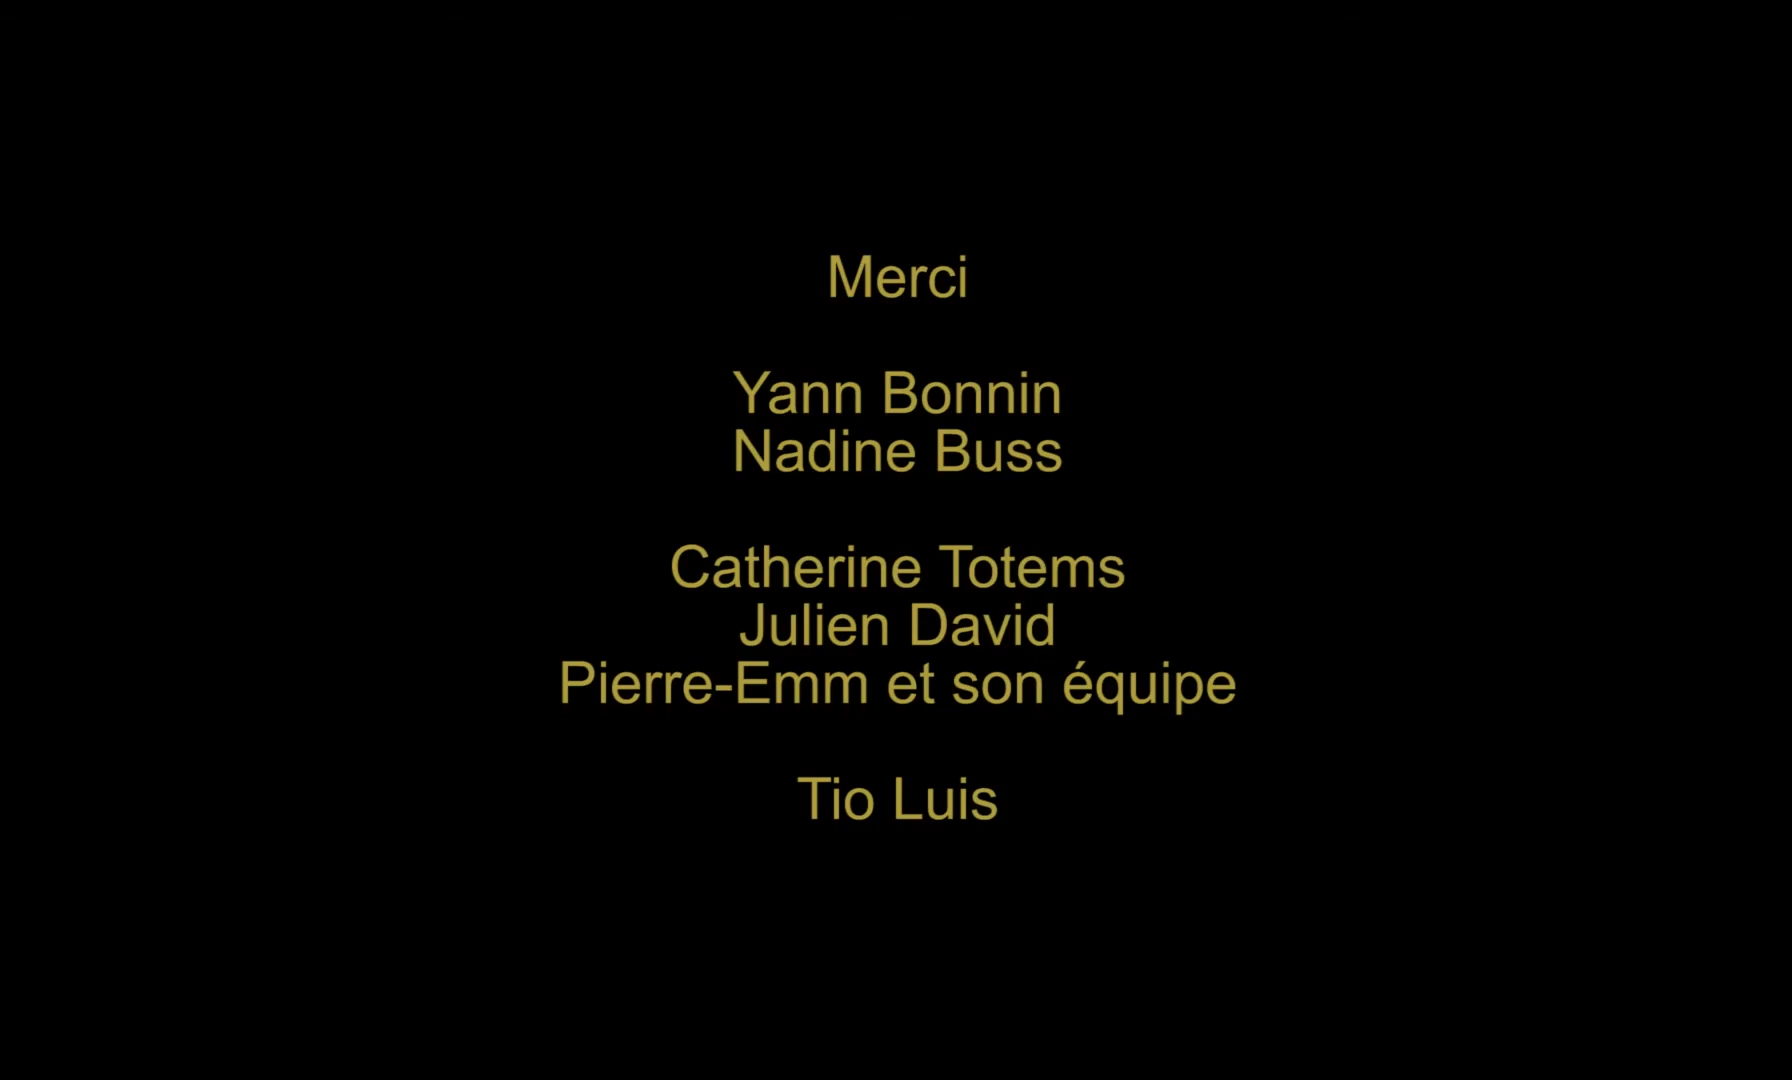 Merci
Yann Bonnin
Nadine Buss
Catherine Totems
Julien David
Pierre-Emm et son équipe
Tio Luis